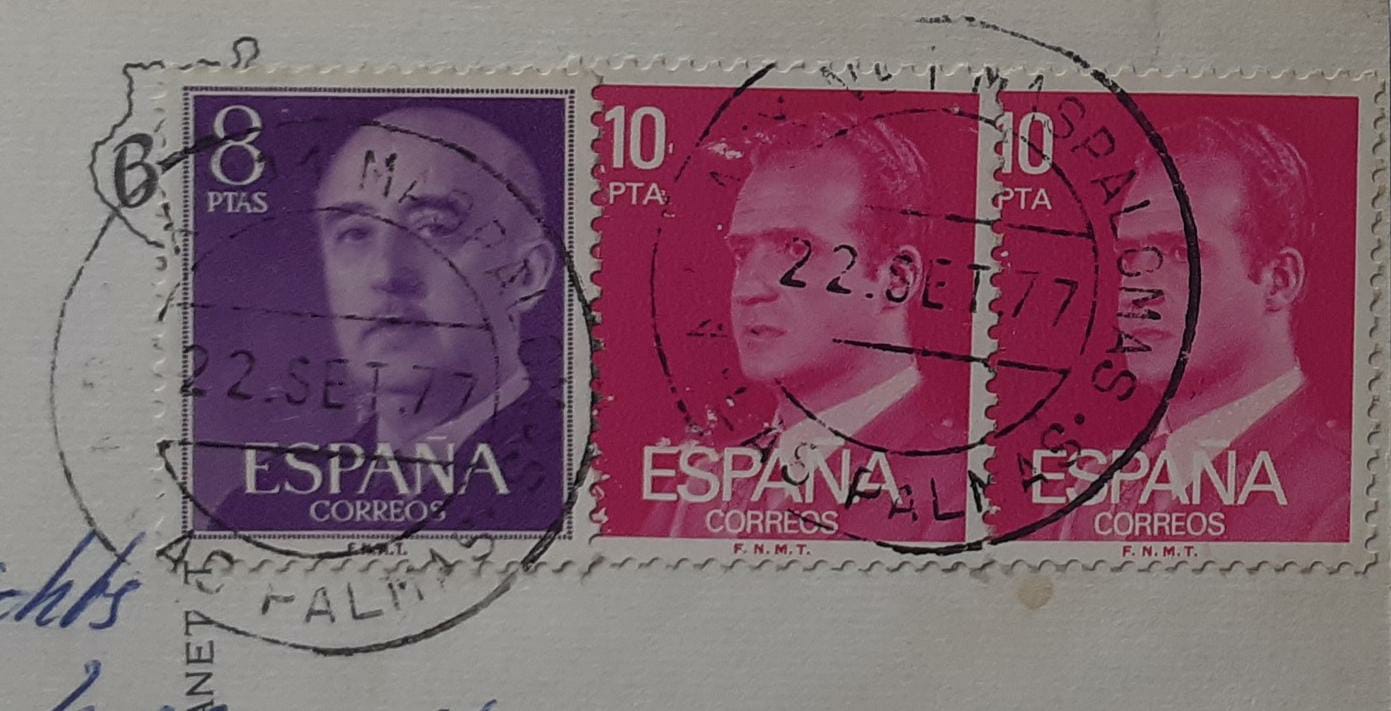 8
PTAS
ESPAÑA
CORREOS
F.N.M.T.
10
PTA
ESPAÑA
CORREOS
F.N.M.T.
10
PTA
ESPAÑA
CORREOS
F.N.M.T.
22.SET.77
PALMAS
22.SET.77
MASPALOMAS
PALMAS